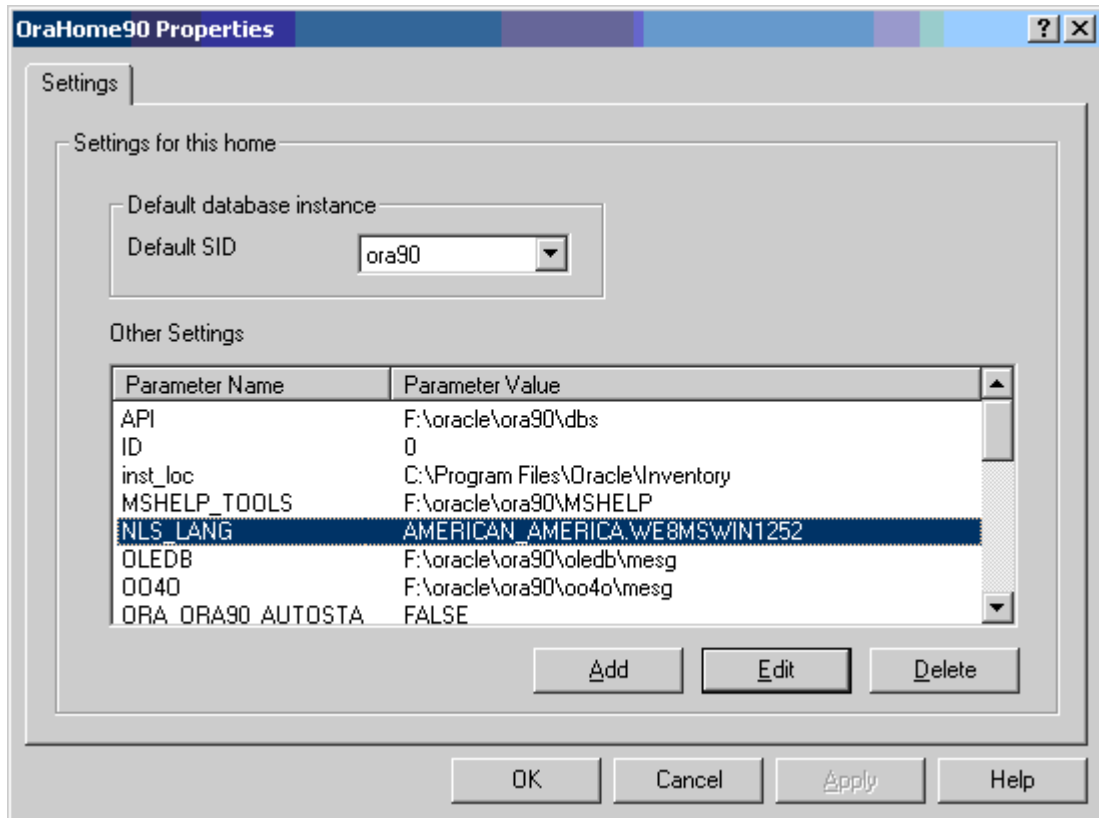 OraHome90 Properties
Settings
Settings for this home
Default database instance
Default SID ora90
Other Settings
Parameter Name Parameter Value
API F:\oracle\ora90\dbs
ID 0
inst_loc C:\Program Files\Oracle\Inventory
MSHELP_TOOLS F:\oracle\ora90\MSHELP
NLS_LANG AMERICAN_AMERICA.WE8MSWIN1252
OLEDB F:\oracle\ora90\oledb\mesg
OO4O F:\oracle\ora90\oo4o\mesg
ORA_ORA90_AUTOSTA FALSE
Add Edit Delete
OK Cancel Apply Help